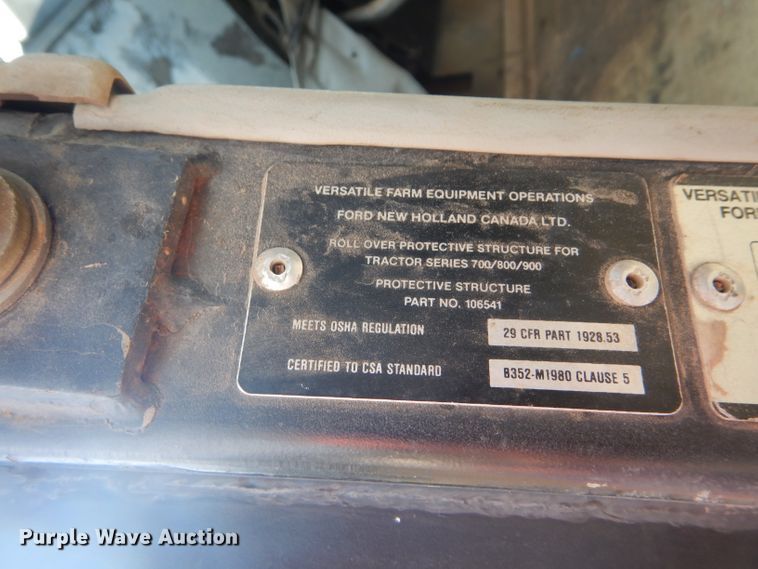 VERSATILE FARM EQUIPMENT OPERATIONS
FORD NEW HOLLAND CANADA LTD.
ROLL OVER PROTECTIVE STRUCTURE FOR
TRACTOR SERIES 700/800/900
PROTECTIVE STRUCTURE
PART NO. 106541
MEETS OSHA REGULATION 29 CFR PART 1928.53
CERTIFIED TO CSA STANDARD B352-M1980 CLAUSE 5
VERSATIL
FOR
Purple Wave Auction